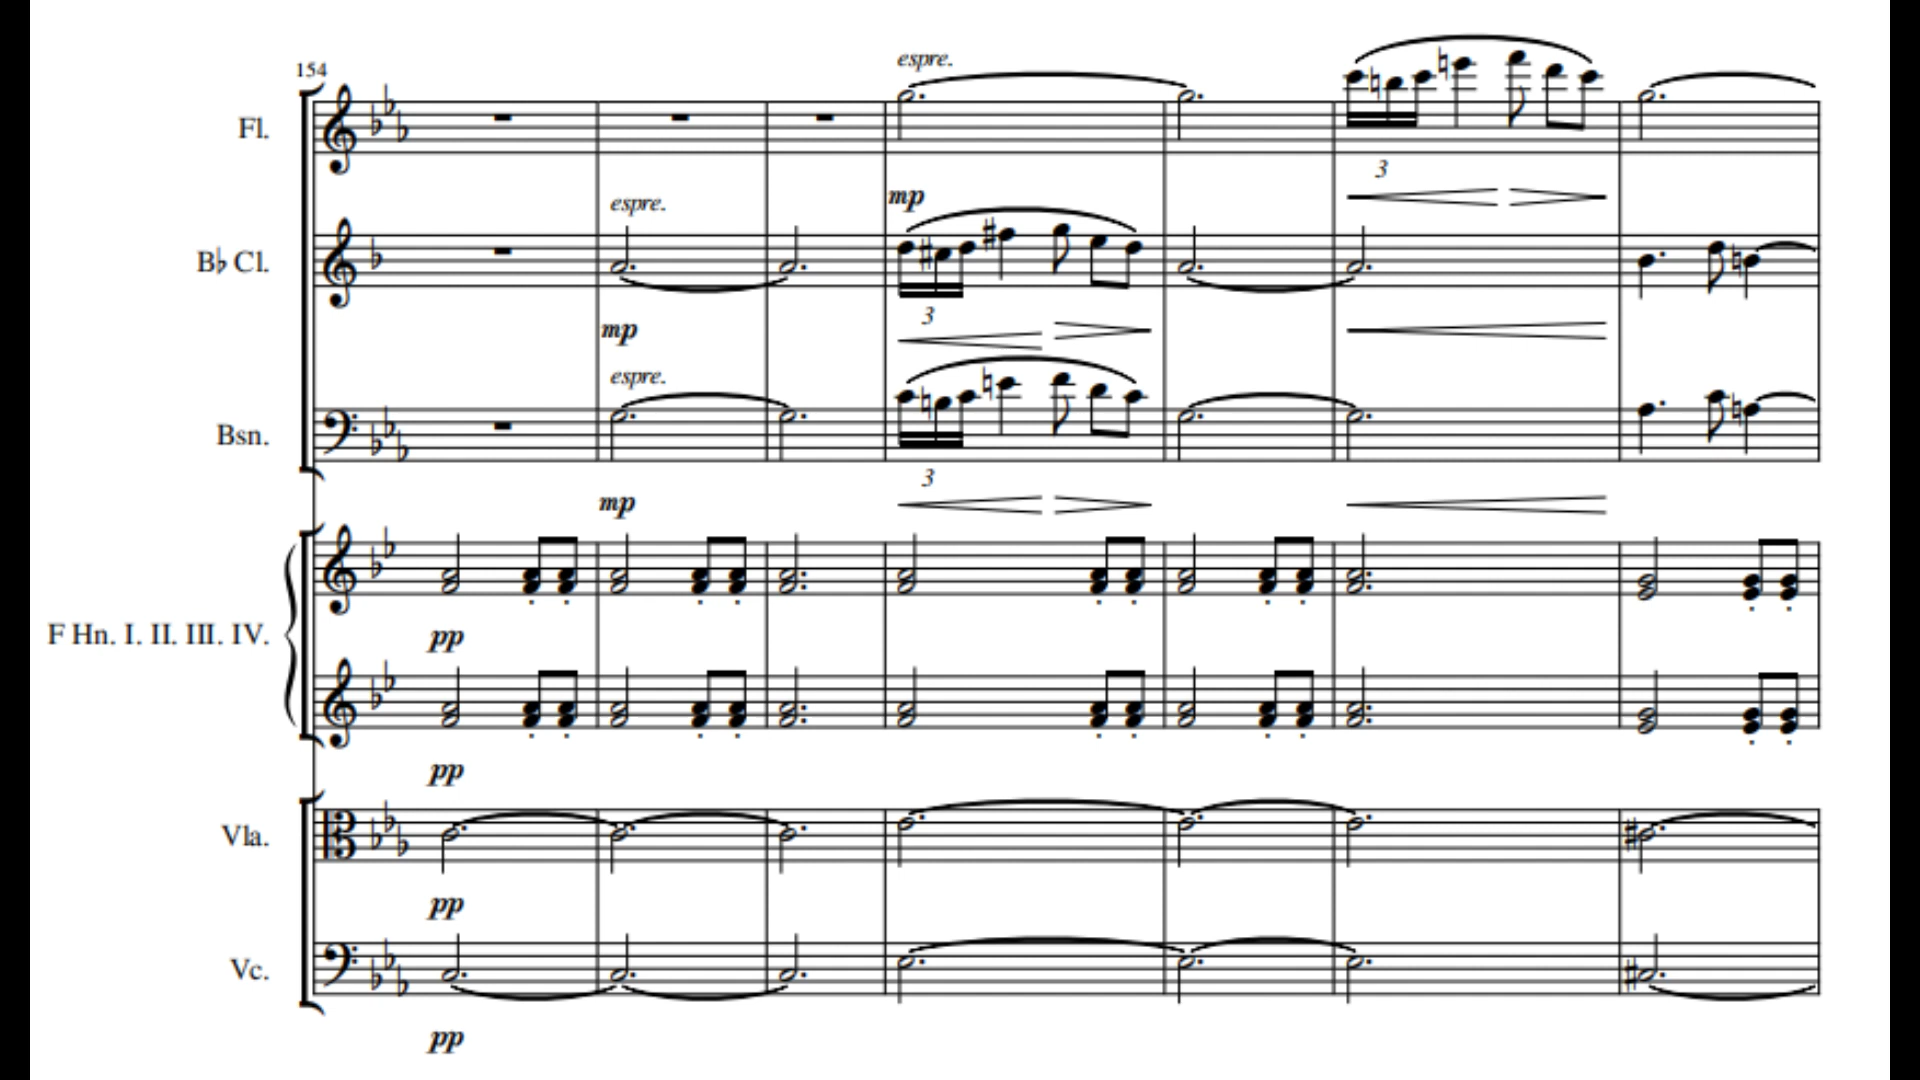 154
espre.
Fl.
3
mp
espre.
B♭ Cl.
mp
3
espre.
Bsn.
3
mp
F Hn. I. II. III. IV.
pp
pp
Vla.
pp
Vc.
pp